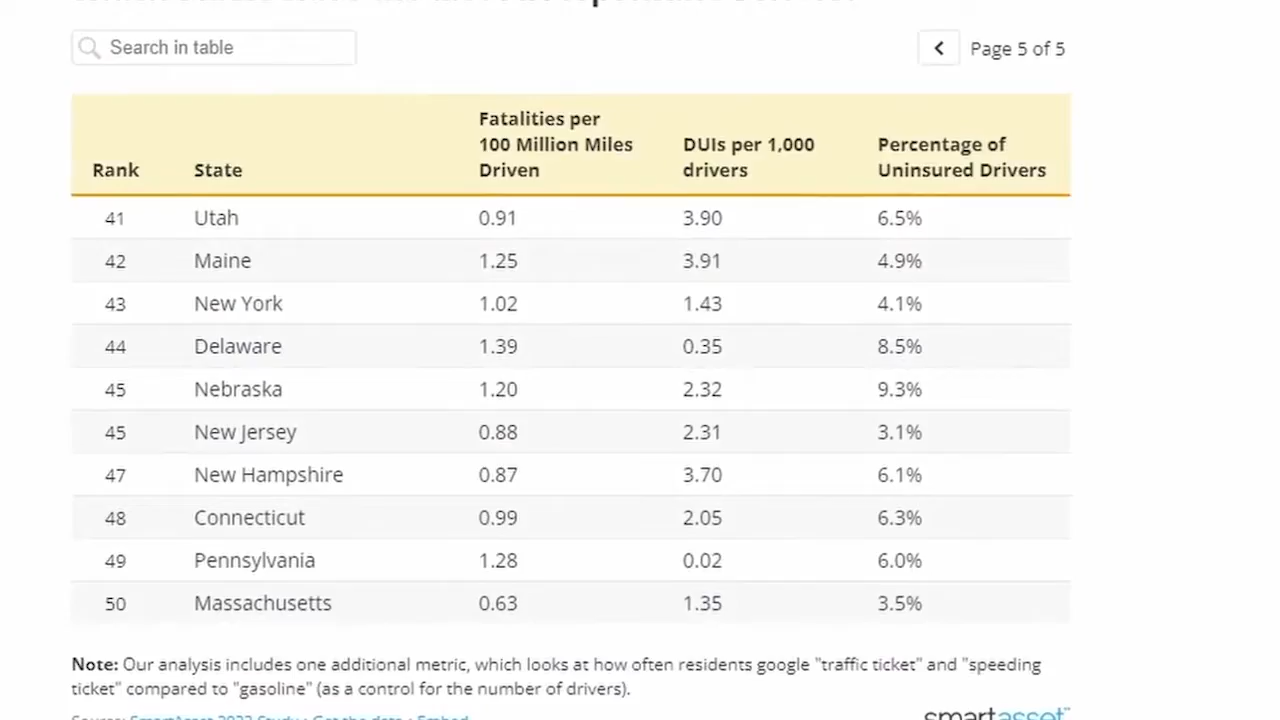 Search in table
Page 5 of 5
Fatalities per
100 Million Miles
Driven
DUIs per 1,000
drivers
Percentage of
Uninsured Drivers
Rank State
41 Utah 0.91 3.90 6.5%
42 Maine 1.25 3.91 4.9%
43 New York 1.02 1.43 4.1%
44 Delaware 1.39 0.35 8.5%
45 Nebraska 1.20 2.32 9.3%
45 New Jersey 0.88 2.31 3.1%
47 New Hampshire 0.87 3.70 6.1%
48 Connecticut 0.99 2.05 6.3%
49 Pennsylvania 1.28 0.02 6.0%
50 Massachusetts 0.63 1.35 3.5%
Note: Our analysis includes one additional metric, which looks at how often residents google "traffic ticket" and "speeding
ticket" compared to "gasoline" (as a control for the number of drivers).
smartasset™